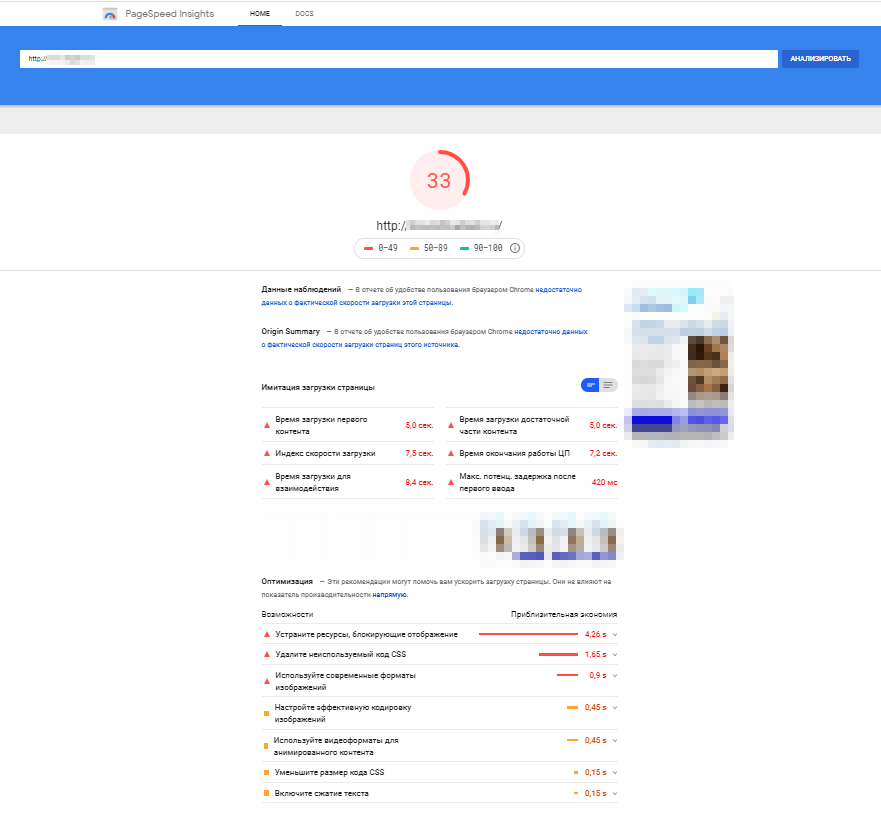 PageSpeed Insights
HOME
DOCS
http://
АНАЛИЗИРОВАТЬ
33
http:// /
0–49
50–89
90–100
Данные наблюдений — В отчете об удобстве пользования браузером Chrome недостаточно
данных о фактической скорости загрузки этой страницы.
Origin Summary — В отчете об удобстве пользования браузером Chrome недостаточно данных
о фактической скорости загрузки страниц этого источника.
Имитация загрузки страницы
Время загрузки первого
контента
5,0 сек.
Время загрузки достаточной
части контента
5,0 сек.
Индекс скорости загрузки
7,5 сек.
Время окончания работы ЦП
7,2 сек.
Время загрузки для
взаимодействия
8,4 сек.
Макс. потенц. задержка после
первого ввода
420 мс
Оптимизация — Эти рекомендации могут помочь вам ускорить загрузку страницы. Они не влияют на
показатель производительности напрямую.
Возможности
Приблизительная экономия
Устраните ресурсы, блокирующие отображение
4,26 s
Удалите неиспользуемый код CSS
1,65 s
Используйте современные форматы
изображений
0,9 s
Настройте эффективную кодировку
изображений
0,45 s
Используйте видеоформаты для
анимированного контента
0,45 s
Уменьшите размер кода CSS
0,15 s
Включите сжатие текста
0,15 s